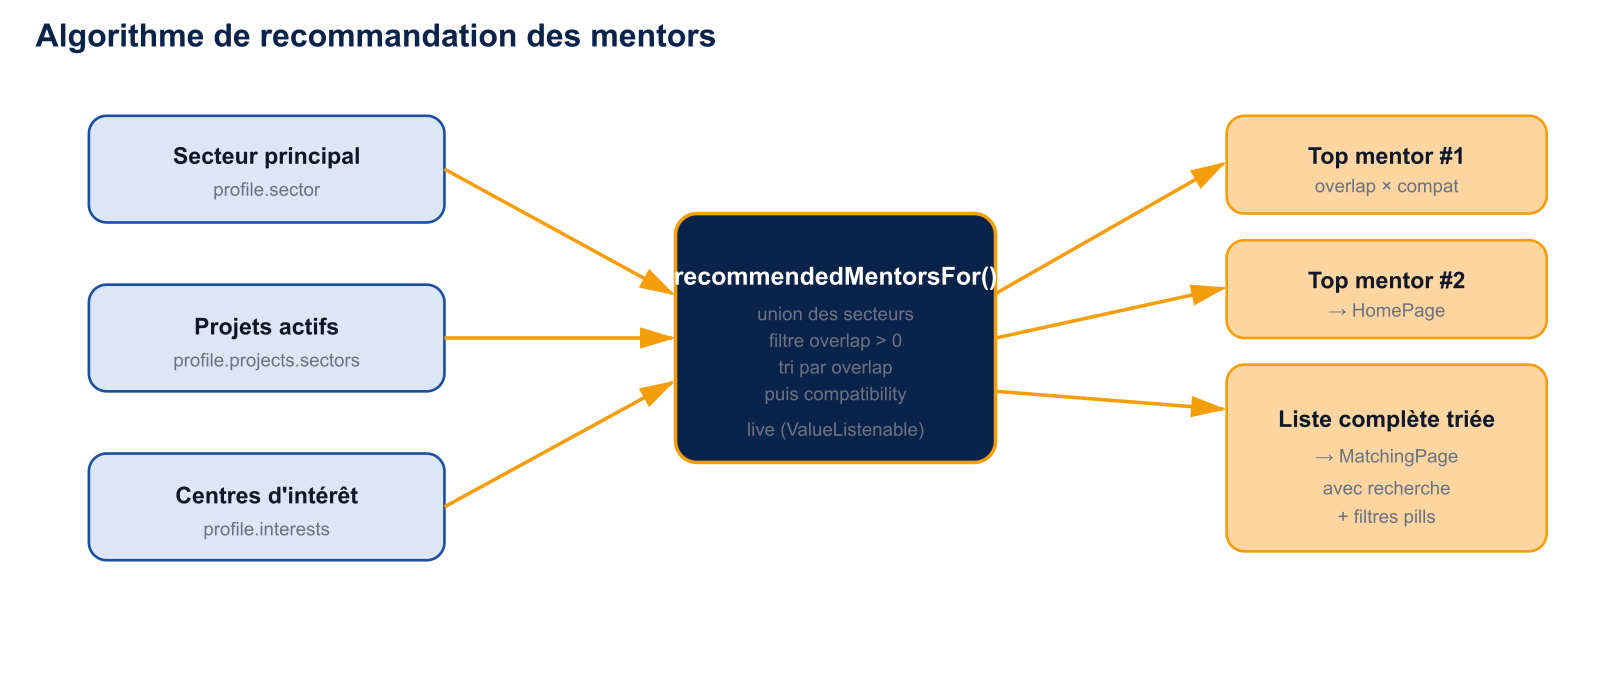 Algorithme de recommandation des mentors
Secteur principal
profile.sector
Projets actifs
profile.projects.sectors
Centres d'intérêt
profile.interests
recommendedMentorsFor()
union des secteurs
filtre overlap > 0
tri par overlap
puis compatibility
live (ValueListenable)
Top mentor #1
overlap × compat
Top mentor #2
→ HomePage
Liste complète triée
→ MatchingPage
avec recherche
+ filtres pills